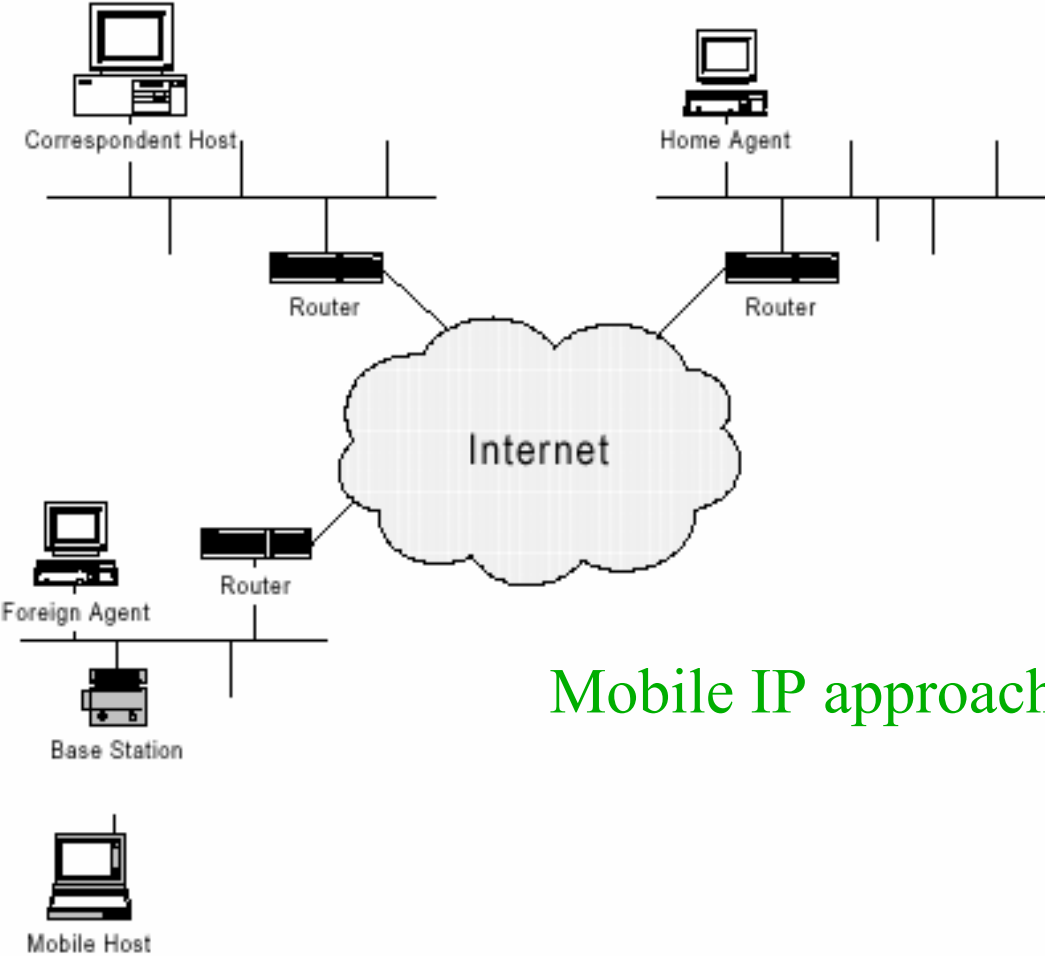 Correspondent Host
Home Agent
Router
Router
Internet
Router
Foreign Agent
Mobile IP approach
Base Station
Mobile Host